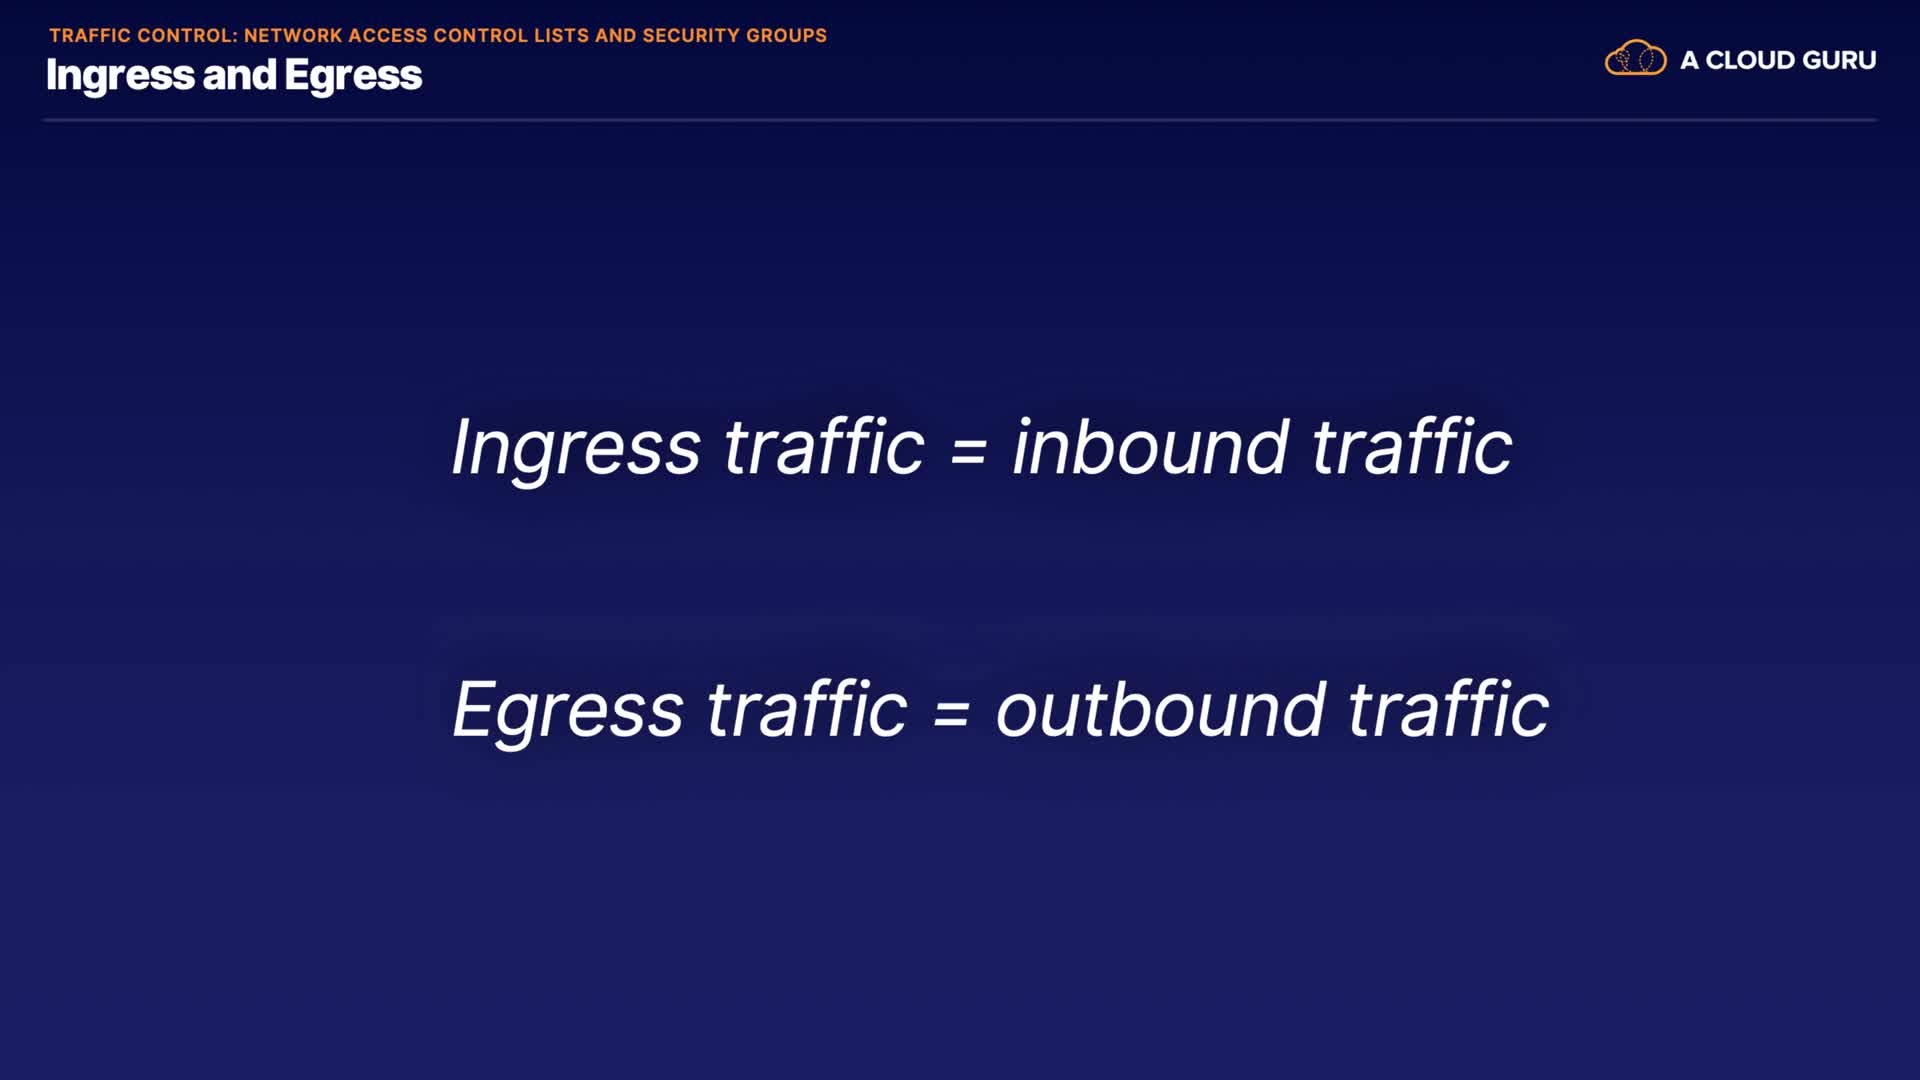 TRAFFIC CONTROL: NETWORK ACCESS CONTROL LISTS AND SECURITY GROUPS
Ingress and Egress
A CLOUD GURU
Ingress traffic = inbound traffic
Egress traffic = outbound traffic